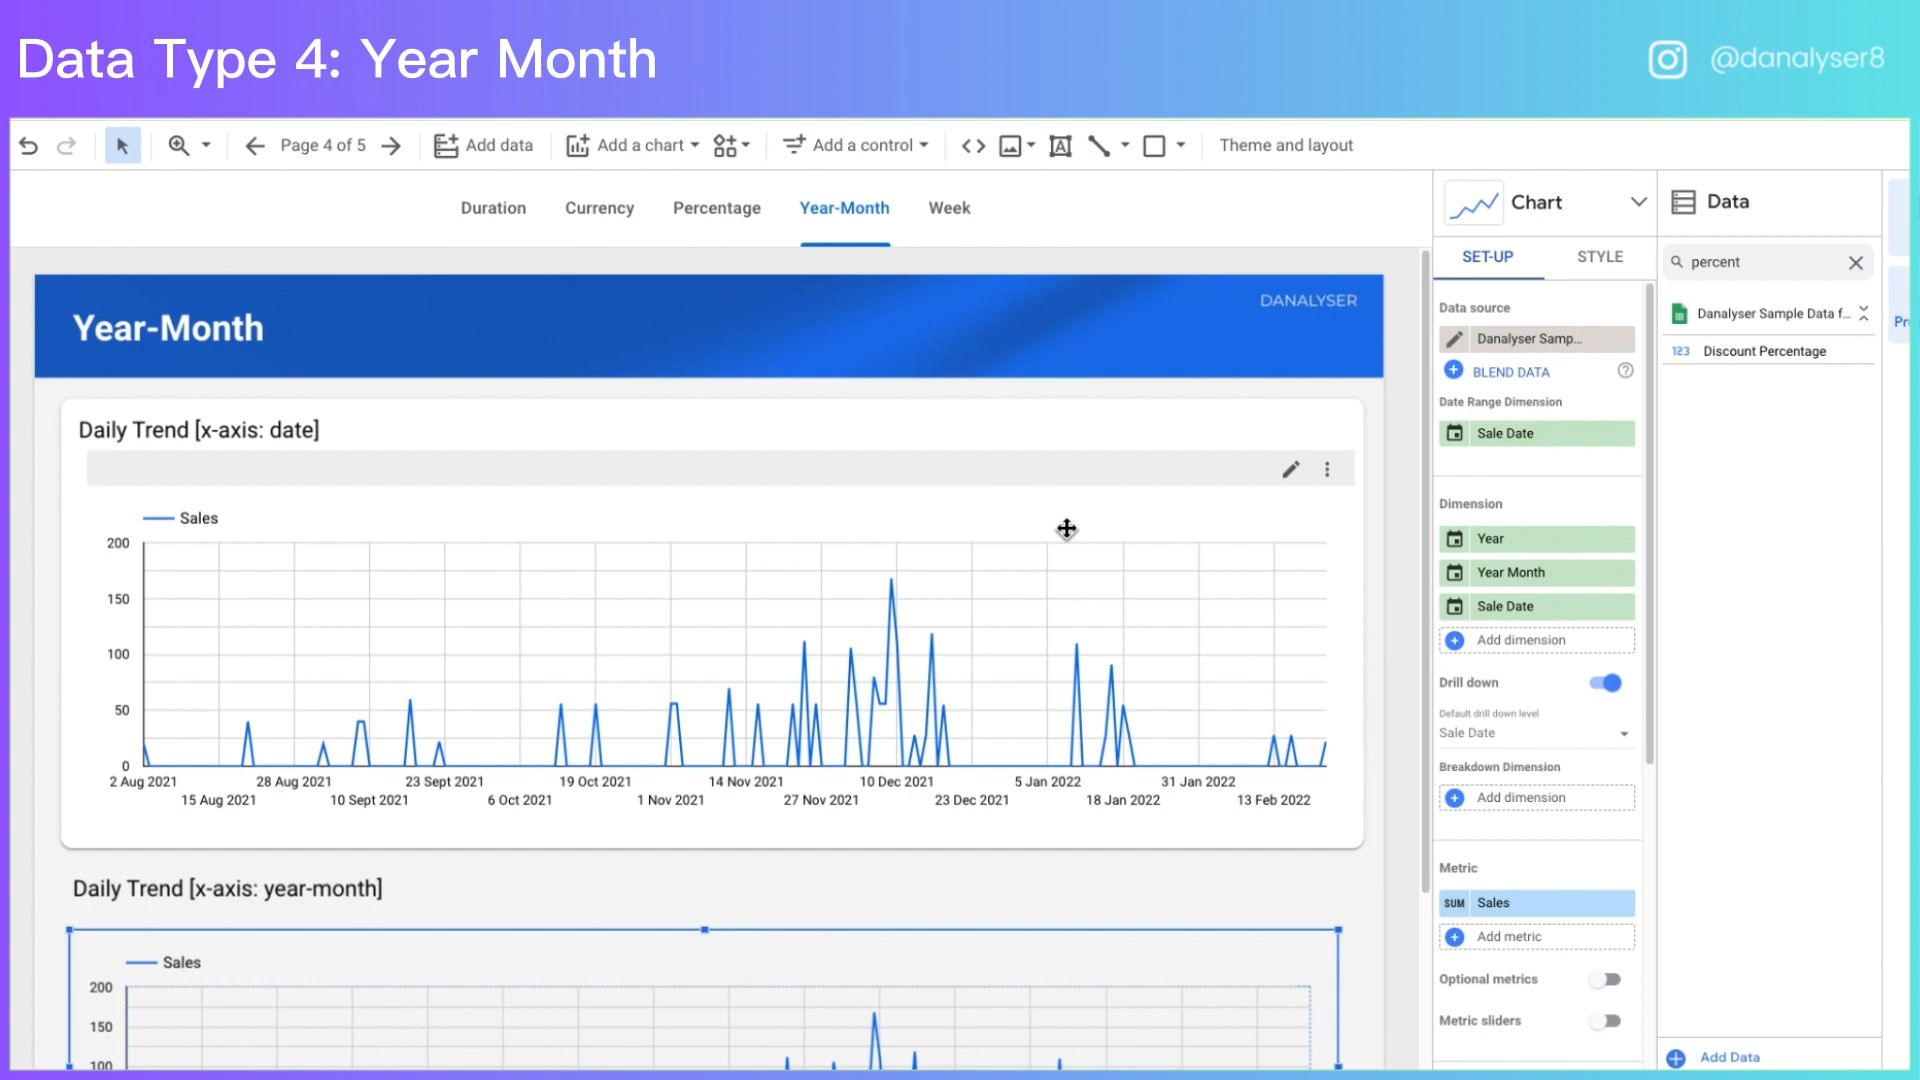 Data Type 4: Year Month
@danalyser8
Page 4 of 5
Add data
Add a chart
Add a control
Theme and layout
Duration
Currency
Percentage
Year-Month
Week
Year-Month
DANALYSER
Daily Trend [x-axis: date]
Sales
200
150
100
50
0
2 Aug 2021
28 Aug 2021
23 Sept 2021
19 Oct 2021
14 Nov 2021
10 Dec 2021
5 Jan 2022
31 Jan 2022
15 Aug 2021
10 Sept 2021
6 Oct 2021
1 Nov 2021
27 Nov 2021
23 Dec 2021
18 Jan 2022
13 Feb 2022
Daily Trend [x-axis: year-month]
Sales
200
150
100
Chart
SET-UP
STYLE
Data source
Danalyser Samp...
BLEND DATA
Date Range Dimension
Sale Date
Dimension
Year
Year Month
Sale Date
Add dimension
Drill down
Default drill down level
Sale Date
Breakdown Dimension
Add dimension
Metric
SUM Sales
Add metric
Optional metrics
Metric sliders
Data
percent
Danalyser Sample Data f...
123 Discount Percentage
Add Data
Pr